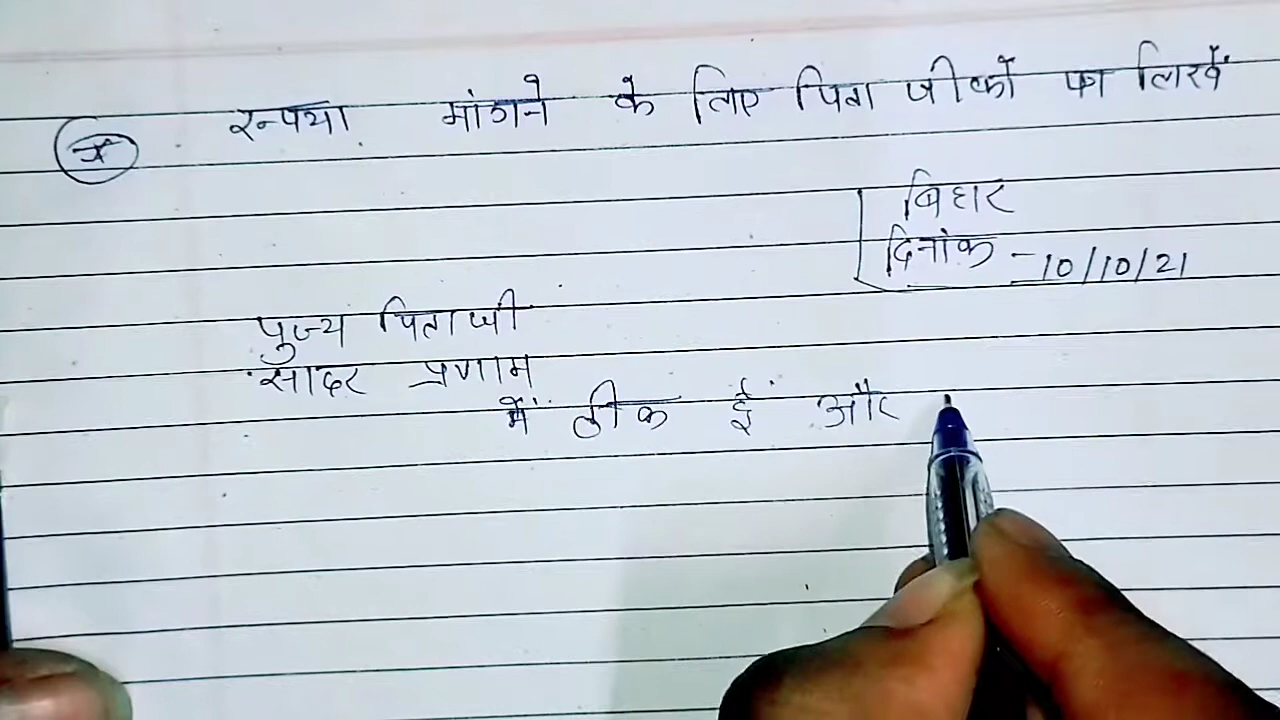 रुपया मांगने के लिए पिता जी को पत्र लिखें
बिहार
दिनांक - 10/10/21
पुज्य पिता जी
सादर प्रणाम
में ठीक हुं और